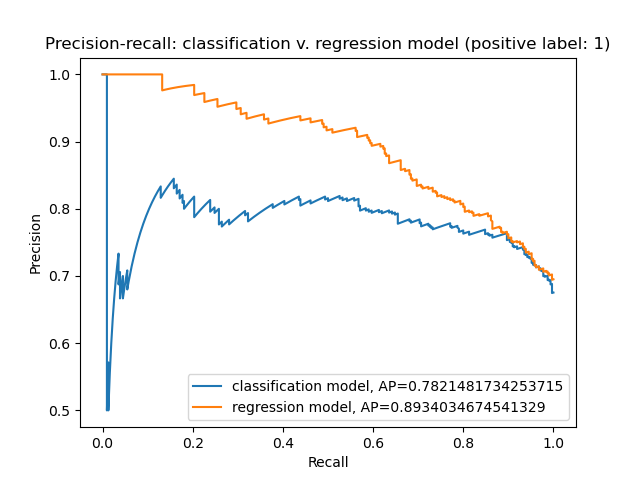 Precision-recall: classification v. regression model (positive label: 1)
1.0
0.9
0.8
0.7
0.6
0.5
Precision
0.0
0.2
0.4
0.6
0.8
1.0
Recall
classification model, AP=0.7821481734253715
regression model, AP=0.8934034674541329